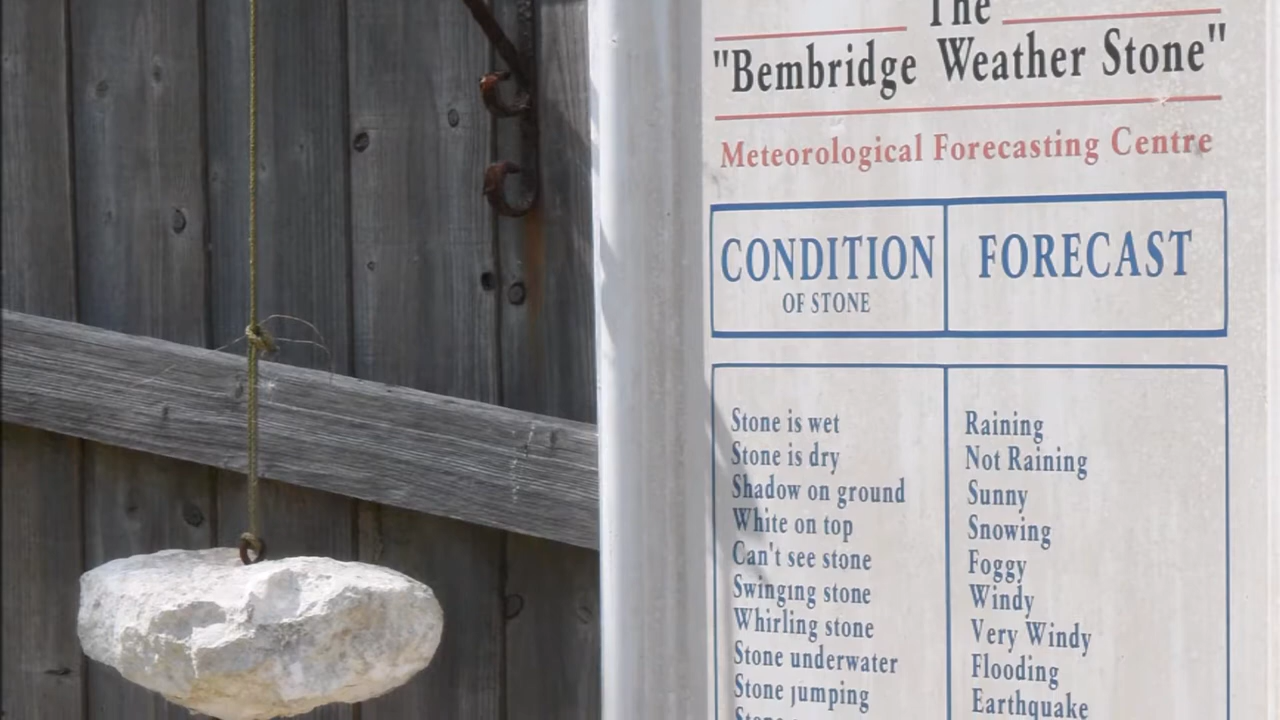 The
"Bembridge Weather Stone"
Meteorological Forecasting Centre
CONDITION FORECAST
OF STONE
Stone is wet Raining
Stone is dry Not Raining
Shadow on ground Sunny
White on top Snowing
Can't see stone Foggy
Swinging stone Windy
Whirling stone Very Windy
Stone underwater Flooding
Stone jumping Earthquake